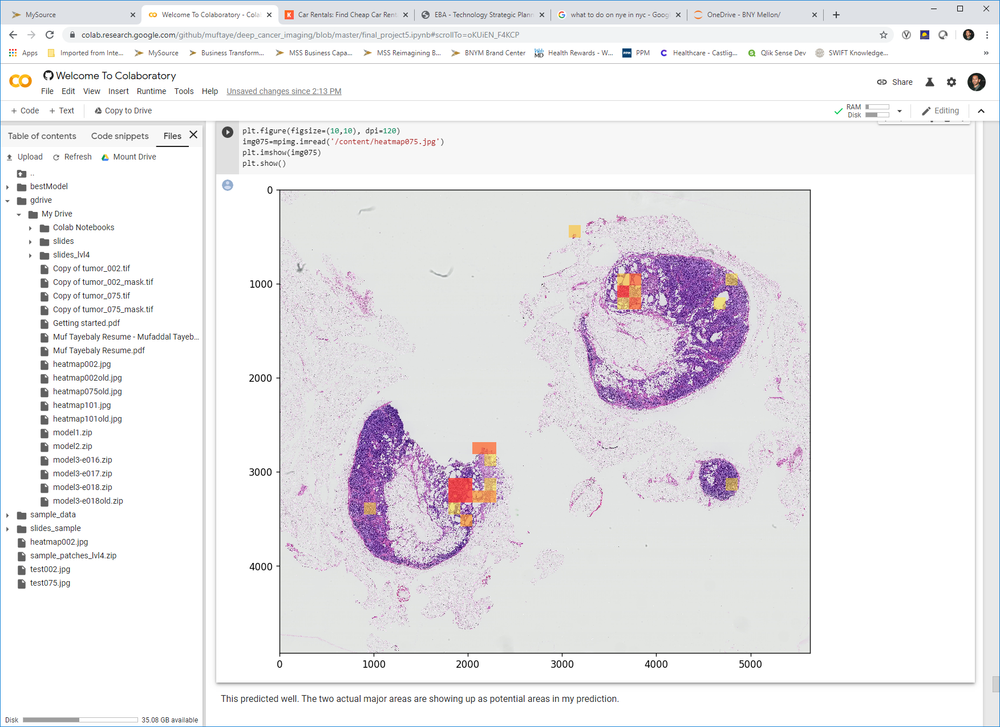 MySource
Welcome To Colaboratory - Cola
Car Rentals: Find Cheap Car Rent
EBA - Technology Strategic Plann
what to do on nye in nyc - Goog
OneDrive - BNY Mellon/
colab.research.google.com/github/muftaye/deep_cancer_imaging/blob/master/final_project5.ipynb#scrollTo=oKUiEN_F4KCP
Apps
Imported from Inte...
MySource
Business Transform...
MSS Business Capa...
MSS Reimagining B...
BNYM Brand Center
Health Rewards - W...
PPM
Healthcare - Castlig...
Qlik Sense Dev
SWIFT Knowledge...
Welcome To Colaboratory
File Edit View Insert Runtime Tools Help Unsaved changes since 2:13 PM
Share
+ Code + Text Copy to Drive
RAM
Disk
Editing
Table of contents Code snippets Files
Upload Refresh Mount Drive
..
bestModel
gdrive
My Drive
Colab Notebooks
slides
slides_lvl4
Copy of tumor_002.tif
Copy of tumor_002_mask.tif
Copy of tumor_075.tif
Copy of tumor_075_mask.tif
Getting started.pdf
Muf Tayebaly Resume - Mufaddal Tayeb...
Muf Tayebaly Resume.pdf
heatmap002.jpg
heatmap002old.jpg
heatmap075old.jpg
heatmap101.jpg
heatmap101old.jpg
model1.zip
model2.zip
model3-e016.zip
model3-e017.zip
model3-e018.zip
model3-e018old.zip
sample_data
slides_sample
heatmap002.jpg
sample_patches_lvl4.zip
test002.jpg
test075.jpg
Disk 35.08 GB available
plt.figure(figsize=(10,10), dpi=120)
img075=mpimg.imread('/content/heatmap075.jpg')
plt.imshow(img075)
plt.show()
0
1000
2000
3000
4000
0 1000 2000 3000 4000 5000
This predicted well. The two actual major areas are showing up as potential areas in my prediction.